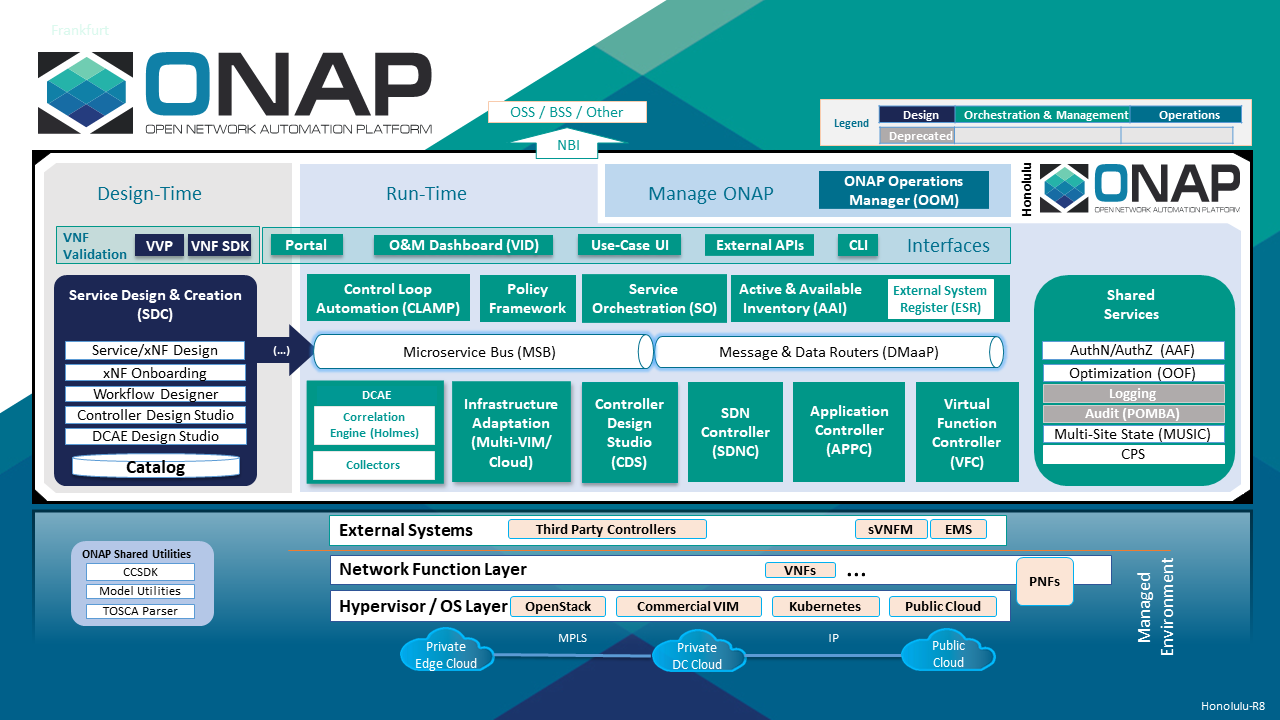 Frankfurt
ONAP
OPEN NETWORK AUTOMATION PLATFORM
OSS / BSS / Other
NBI
Legend
Design
Orchestration & Management
Operations
Deprecated
Design-Time
Run-Time
Manage ONAP
ONAP Operations
Manager (OOM)
Honolulu
ONAP
OPEN NETWORK AUTOMATION PLATFORM
VNF
Validation
VVP
VNF SDK
Portal
O&M Dashboard (VID)
Use-Case UI
External APIs
CLI
Interfaces
Service Design & Creation
(SDC)
Service/xNF Design
xNF Onboarding
Workflow Designer
Controller Design Studio
DCAE Design Studio
Catalog
(...)
Control Loop
Automation (CLAMP)
Policy
Framework
Service
Orchestration (SO)
Active & Available
Inventory (AAI)
External System
Register (ESR)
Microservice Bus (MSB)
Message & Data Routers (DMaaP)
DCAE
Correlation
Engine (Holmes)
Collectors
Infrastructure
Adaptation
(Multi-VIM/
Cloud)
Controller
Design
Studio
(CDS)
SDN
Controller
(SDNC)
Application
Controller
(APPC)
Virtual
Function
Controller
(VFC)
Shared
Services
AuthN/AuthZ (AAF)
Optimization (OOF)
Logging
Audit (POMBA)
Multi-Site State (MUSIC)
CPS
ONAP Shared Utilities
CCSDK
Model Utilities
TOSCA Parser
External Systems
Third Party Controllers
sVNFM
EMS
Network Function Layer
VNFs
...
PNFs
Hypervisor / OS Layer
OpenStack
Commercial VIM
Kubernetes
Public Cloud
Managed
Environment
Private
Edge Cloud
MPLS
Private
DC Cloud
IP
Public
Cloud
Honolulu-R8